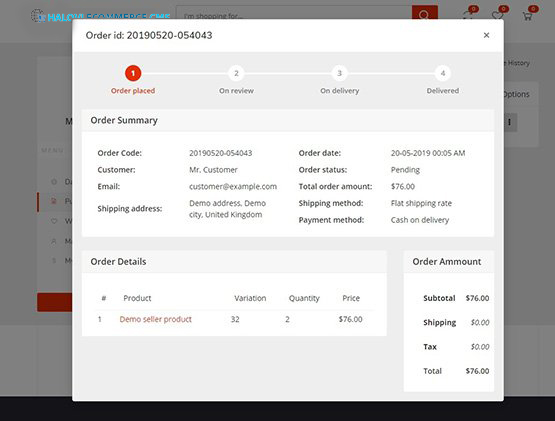 HALOVI ECOMMERCE CMS
I'm shopping for...
0
0
0
Order id: 20190520-054043
×
History
Options
MENU
1
2
3
4
Order placed
On review
On delivery
Delivered
Order Summary
Order Code: 20190520-054043 Order date: 20-05-2019 00:05 AM
Customer: Mr. Customer Order status: Pending
Email: customer@example.com Total order amount: $76.00
Shipping address: Demo address, Demo Shipping method: Flat shipping rate
city, United Kingdom Payment method: Cash on delivery
Order Details
# Product Variation Quantity Price
1 Demo seller product 32 2 $76.00
Order Ammount
Subtotal $76.00
Shipping $0.00
Tax $0.00
Total $76.00